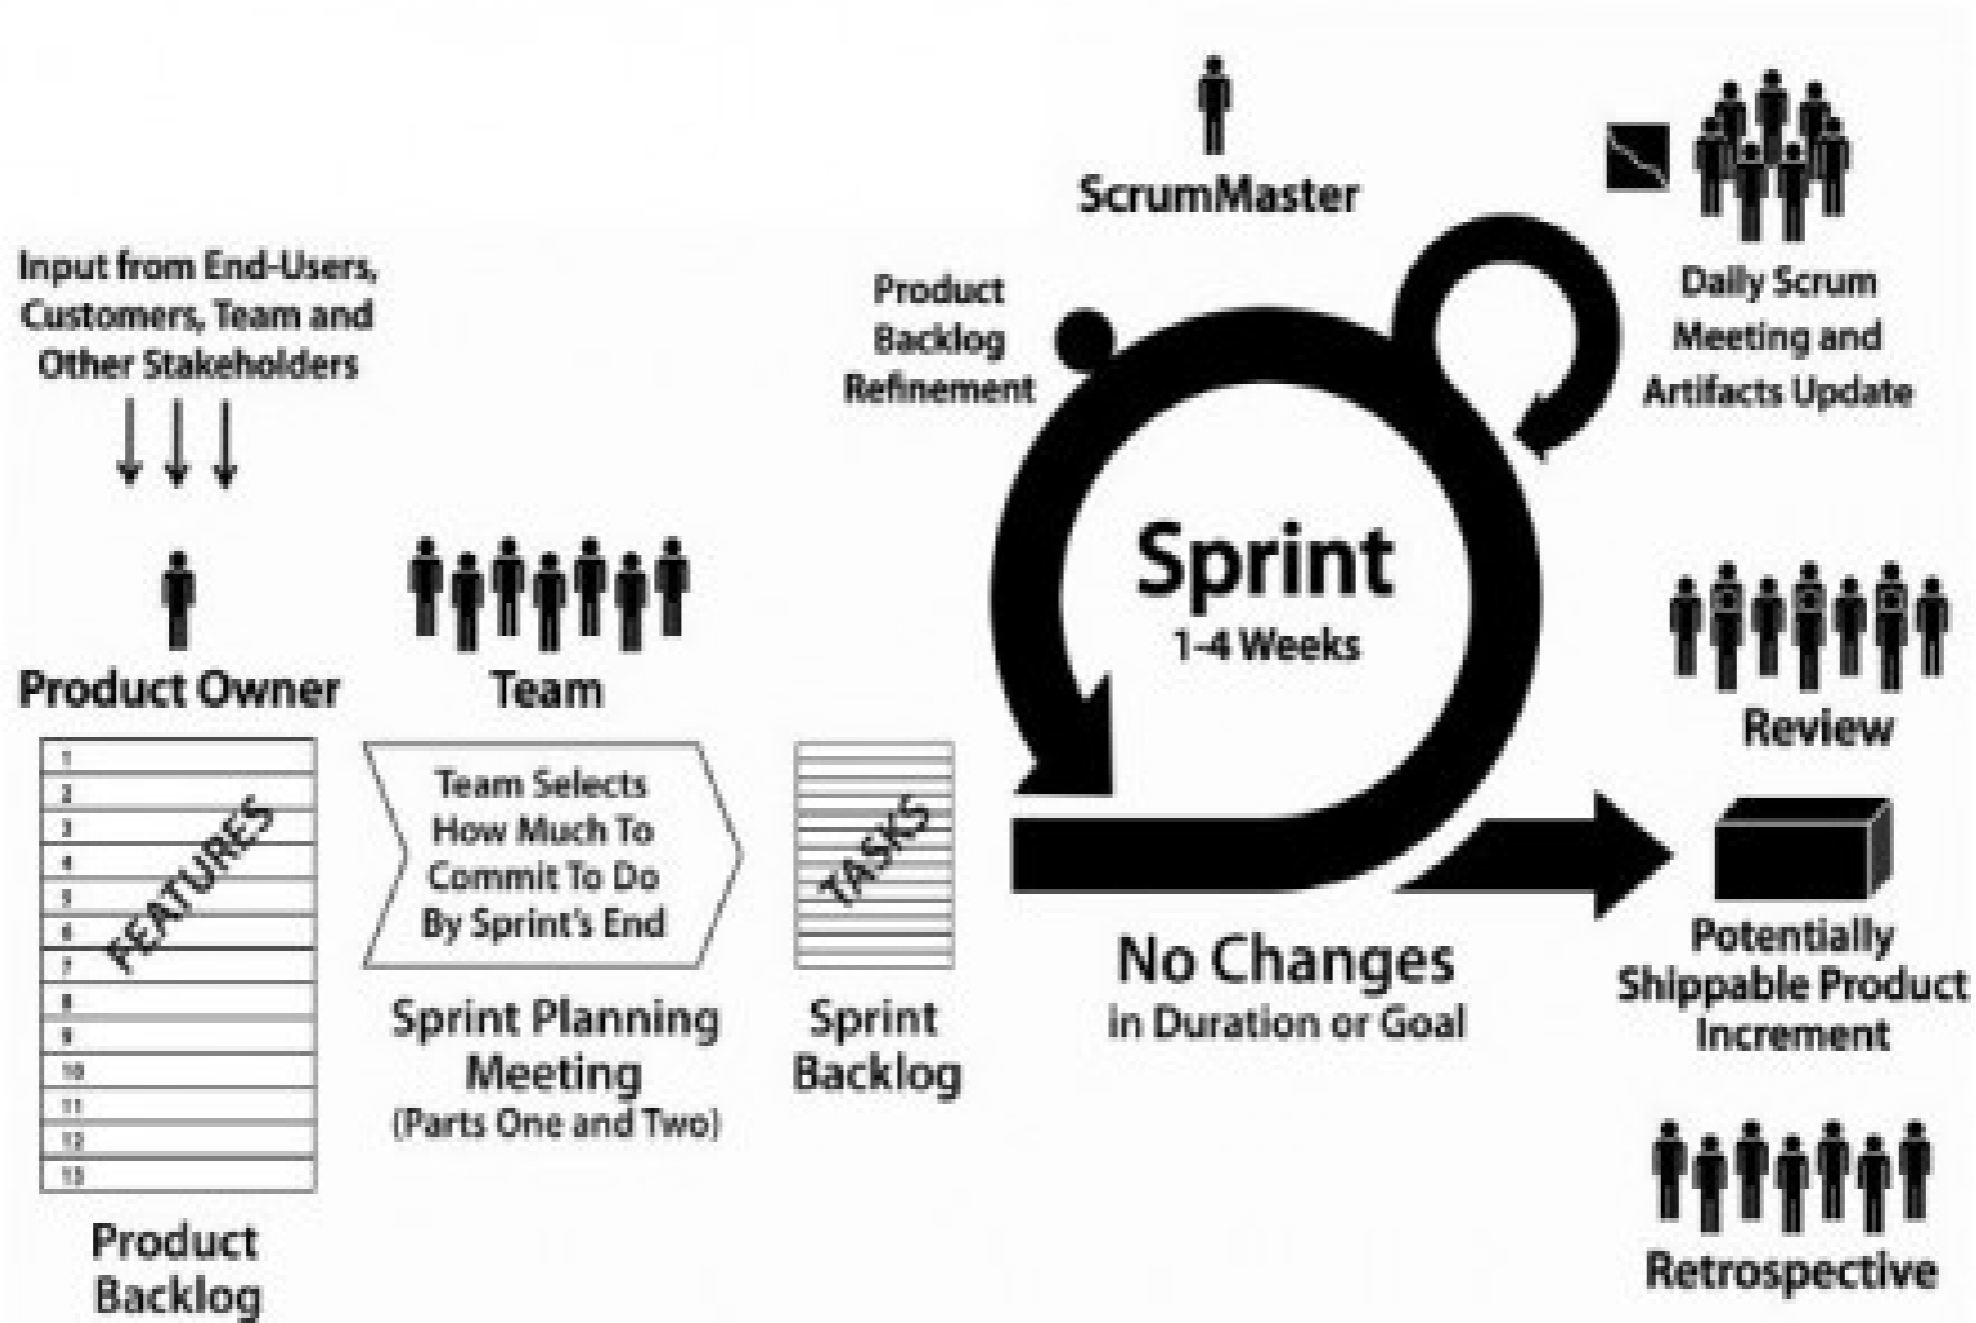 Input from End-Users,
Customers, Team and
Other Stakeholders
Product Owner
1
2
3
4
5
6
7
8
9
10
11
12
13
FEATURES
Product
Backlog
Team
Team Selects
How Much To
Commit To Do
By Sprint's End
Sprint Planning
Meeting
(Parts One and Two)
TASKS
Sprint
Backlog
ScrumMaster
Product
Backlog
Refinement
Sprint
1-4 Weeks
No Changes
in Duration or Goal
Daily Scrum
Meeting and
Artifacts Update
Review
Potentially
Shippable Product
Increment
Retrospective